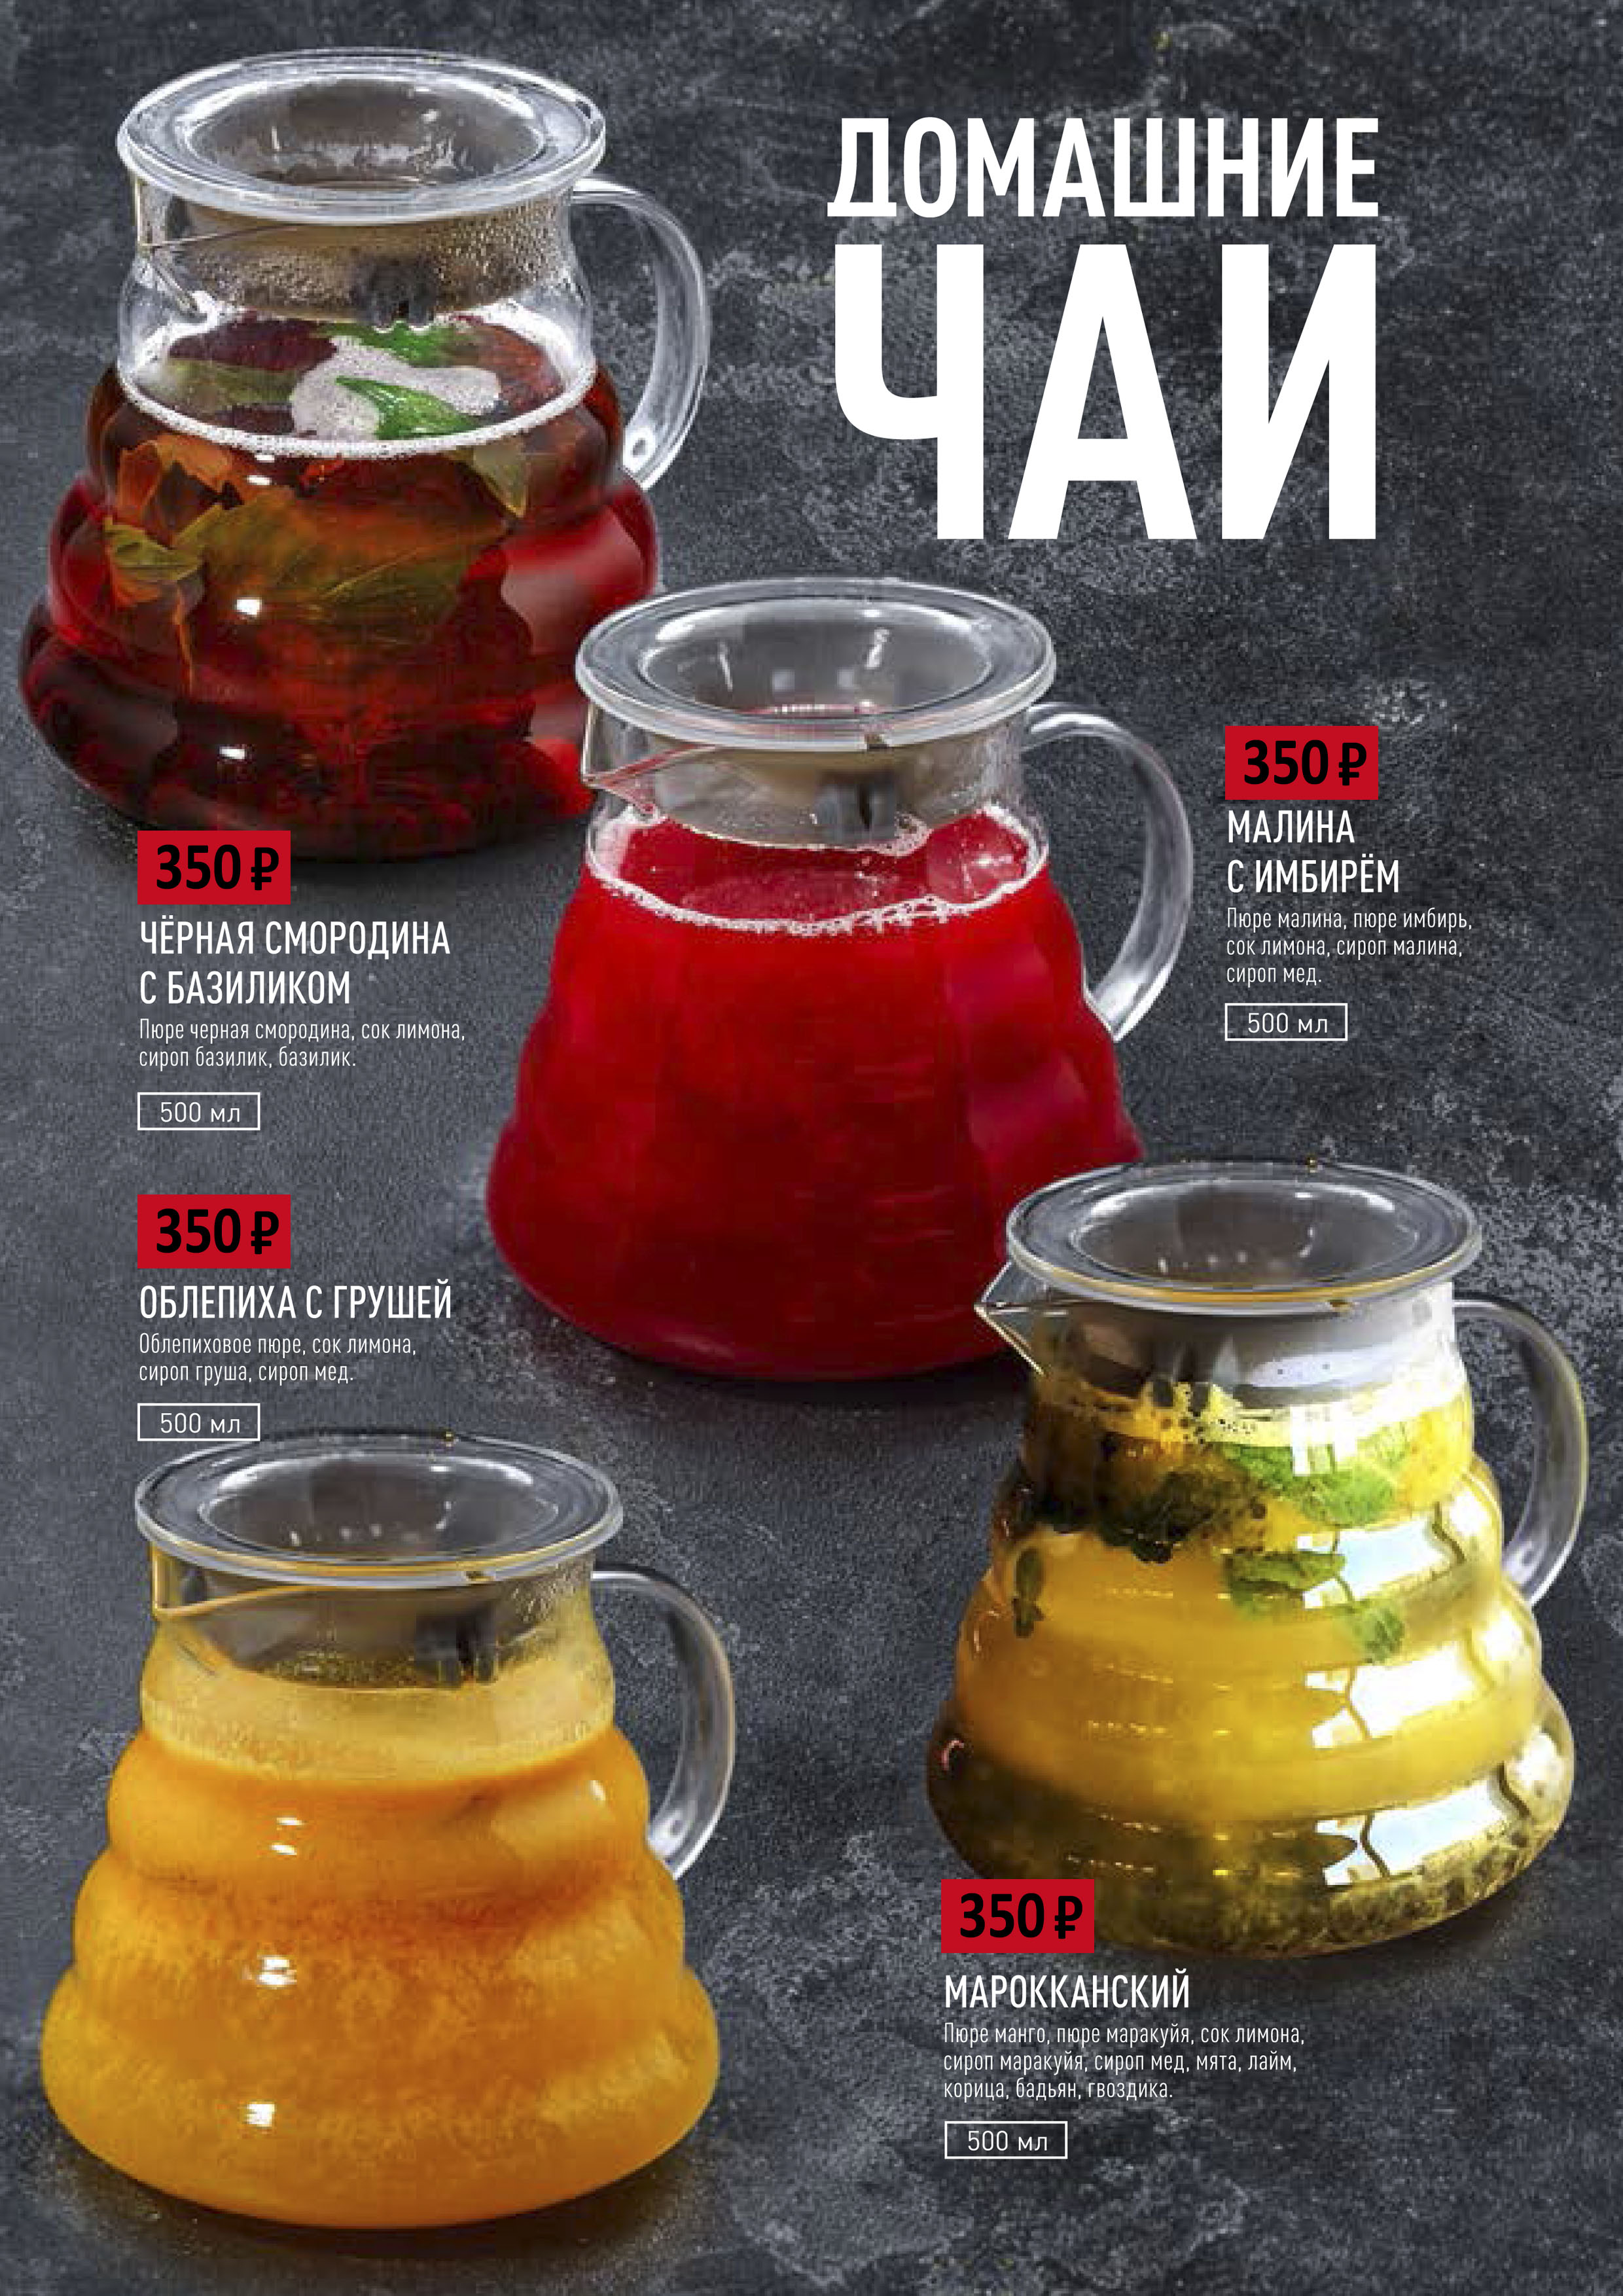 ДОМАШНИЕ
ЧАИ
350 ₽
ЧЁРНАЯ СМОРОДИНА
С БАЗИЛИКОМ
Пюре черная смородина, сок лимона,
сироп базилик, базилик.
500 мл
350 ₽
МАЛИНА
С ИМБИРЁМ
Пюре малина, пюре имбирь,
сок лимона, сироп малина,
сироп мед.
500 мл
350 ₽
ОБЛЕПИХА С ГРУШЕЙ
Облепиховое пюре, сок лимона,
сироп груша, сироп мед.
500 мл
350 ₽
МАРОККАНСКИЙ
Пюре манго, пюре маракуйя, сок лимона,
сироп маракуйя, сироп мед, мята, лайм,
корица, бадьян, гвоздика.
500 мл